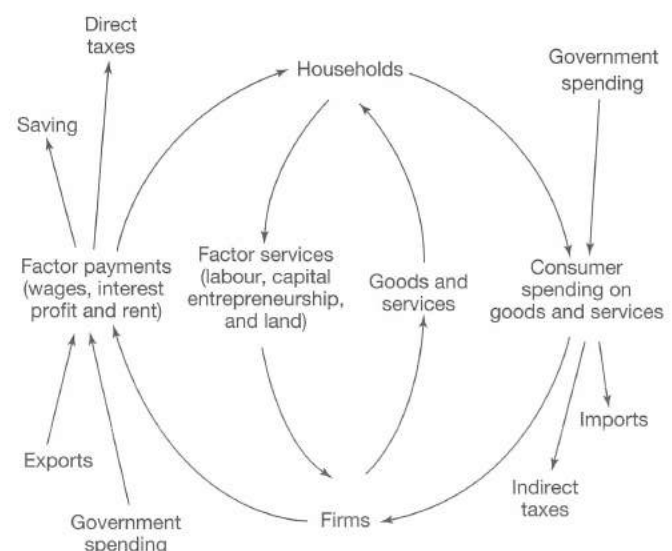 Direct
taxes
Households
Government
spending
Saving
Factor payments
(wages, interest
profit and rent)
Factor services
(labour, capital
entrepreneurship,
and land)
Goods and
services
Consumer
spending on
goods and services
Exports
Government
spending
Firms
Imports
Indirect
taxes